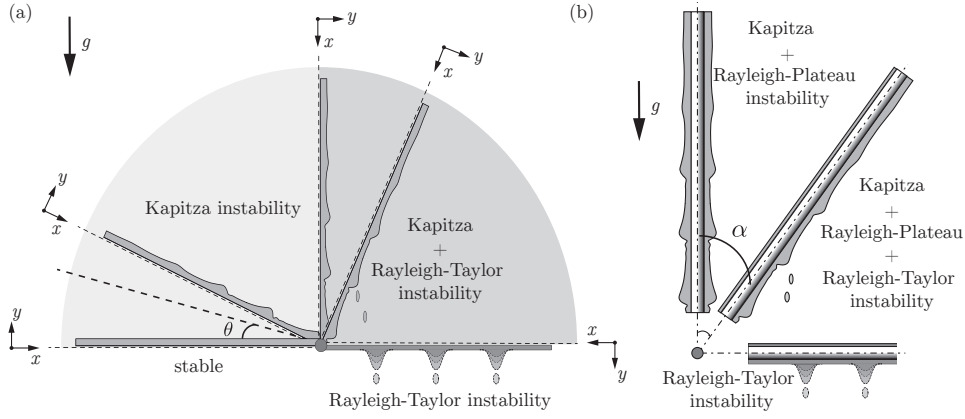 (a)
g
x
y
x
y
y
x
Kapitza instability
Kapitza
+
Rayleigh-Taylor
instability
θ
y
x
stable
x
y
Rayleigh-Taylor instability
(b)
Kapitza
+
Rayleigh-Plateau
instability
g
α
Kapitza
+
Rayleigh-Plateau
+
Rayleigh-Taylor
instability
Rayleigh-Taylor
instability